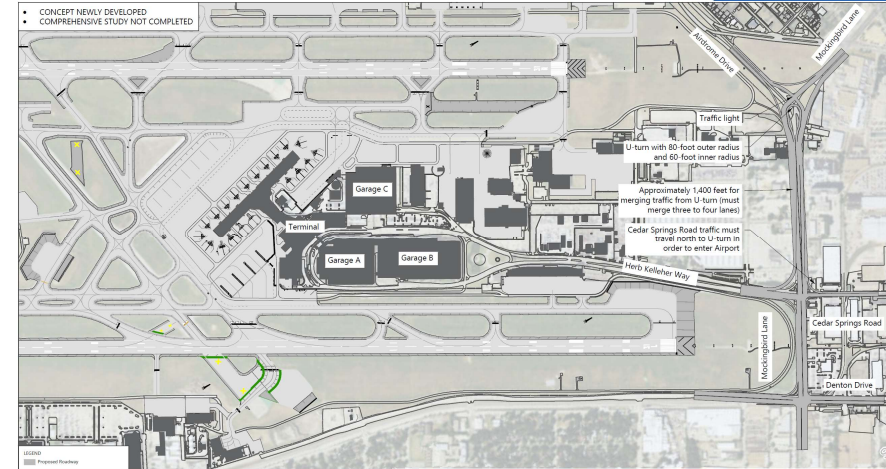 • CONCEPT NEWLY DEVELOPED
• COMPREHENSIVE STUDY NOT COMPLETED
Mockingbird Lane
Airdrome Drive
Traffic light
U-turn with 80-foot outer radius
and 60-foot inner radius
Approximately 1,400 feet for
merging traffic from U-turn (must
merge three to four lanes)
Cedar Springs Road traffic must
travel north to U-turn in
order to enter Airport
Garage C
Terminal
Garage A
Garage B
Herb Kelleher Way
Cedar Springs Road
Mockingbird Lane
Denton Drive
LEGEND
Proposed Roadway